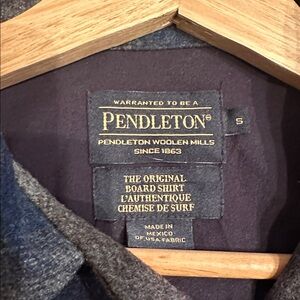 WARRANTED TO BE A
PENDLETON®
PENDLETON WOOLEN MILLS
SINCE 1863
S
THE ORIGINAL
BOARD SHIRT
L'AUTHENTIQUE
CHEMISE DE SURF
MADE IN
MEXICO
OF USA FABRIC